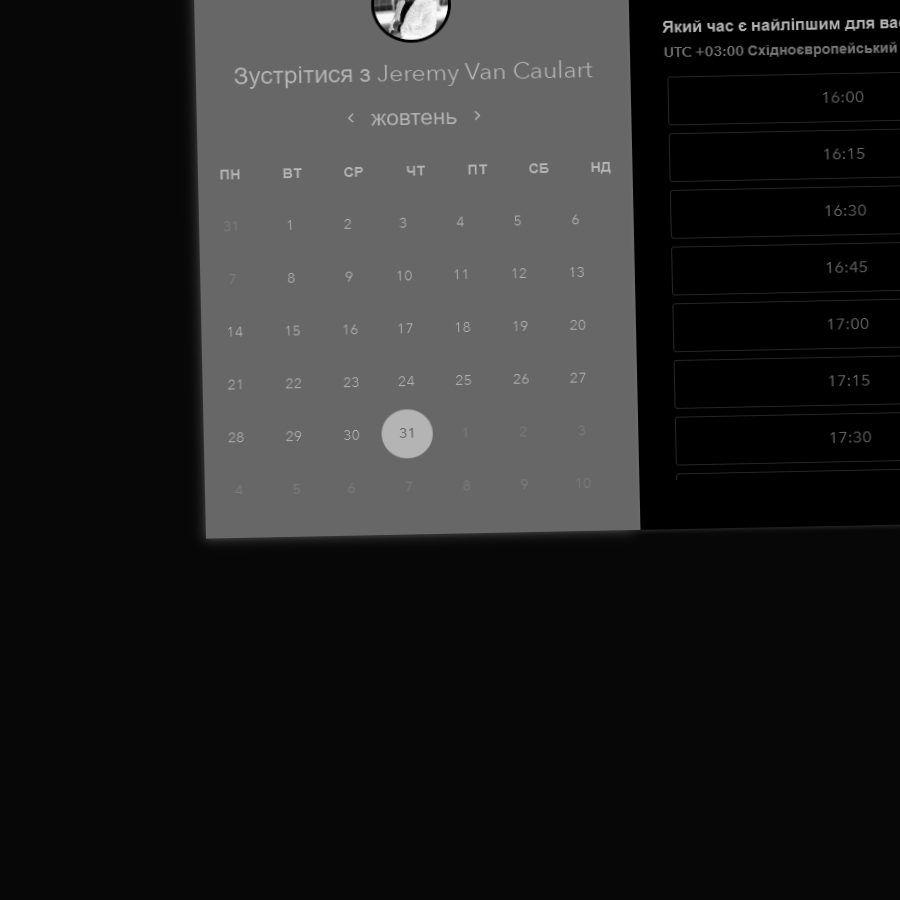 Зустрітися з Jeremy Van Caulart
жовтень
ПН ВТ СР ЧТ ПТ СБ НД
31 1 2 3 4 5 6
7 8 9 10 11 12 13
14 15 16 17 18 19 20
21 22 23 24 25 26 27
28 29 30 31 1 2 3
4 5 6 7 8 9 10
Який час є найліпшим для
UTC +03:00 Східноєвропейський
16:00
16:15
16:30
16:45
17:00
17:15
17:30